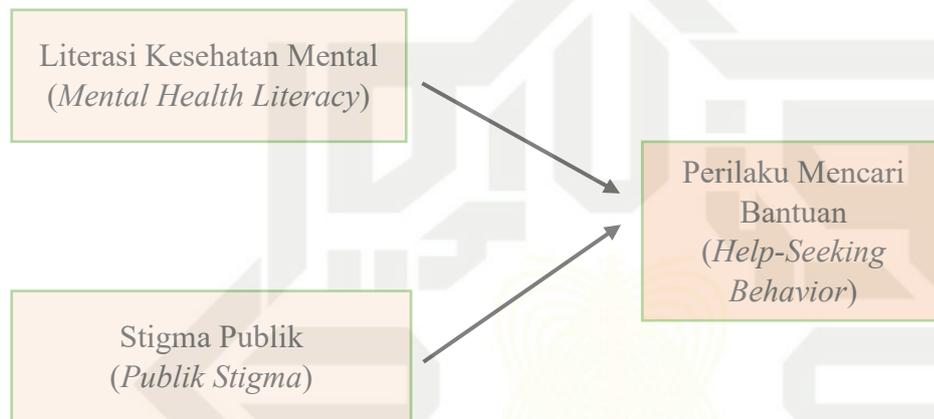 Literasi Kesehatan Mental
(Mental Health Literacy)
Perilaku Mencari
Bantuan
(Help-Seeking
Behavior)
Stigma Publik
(Publik Stigma)